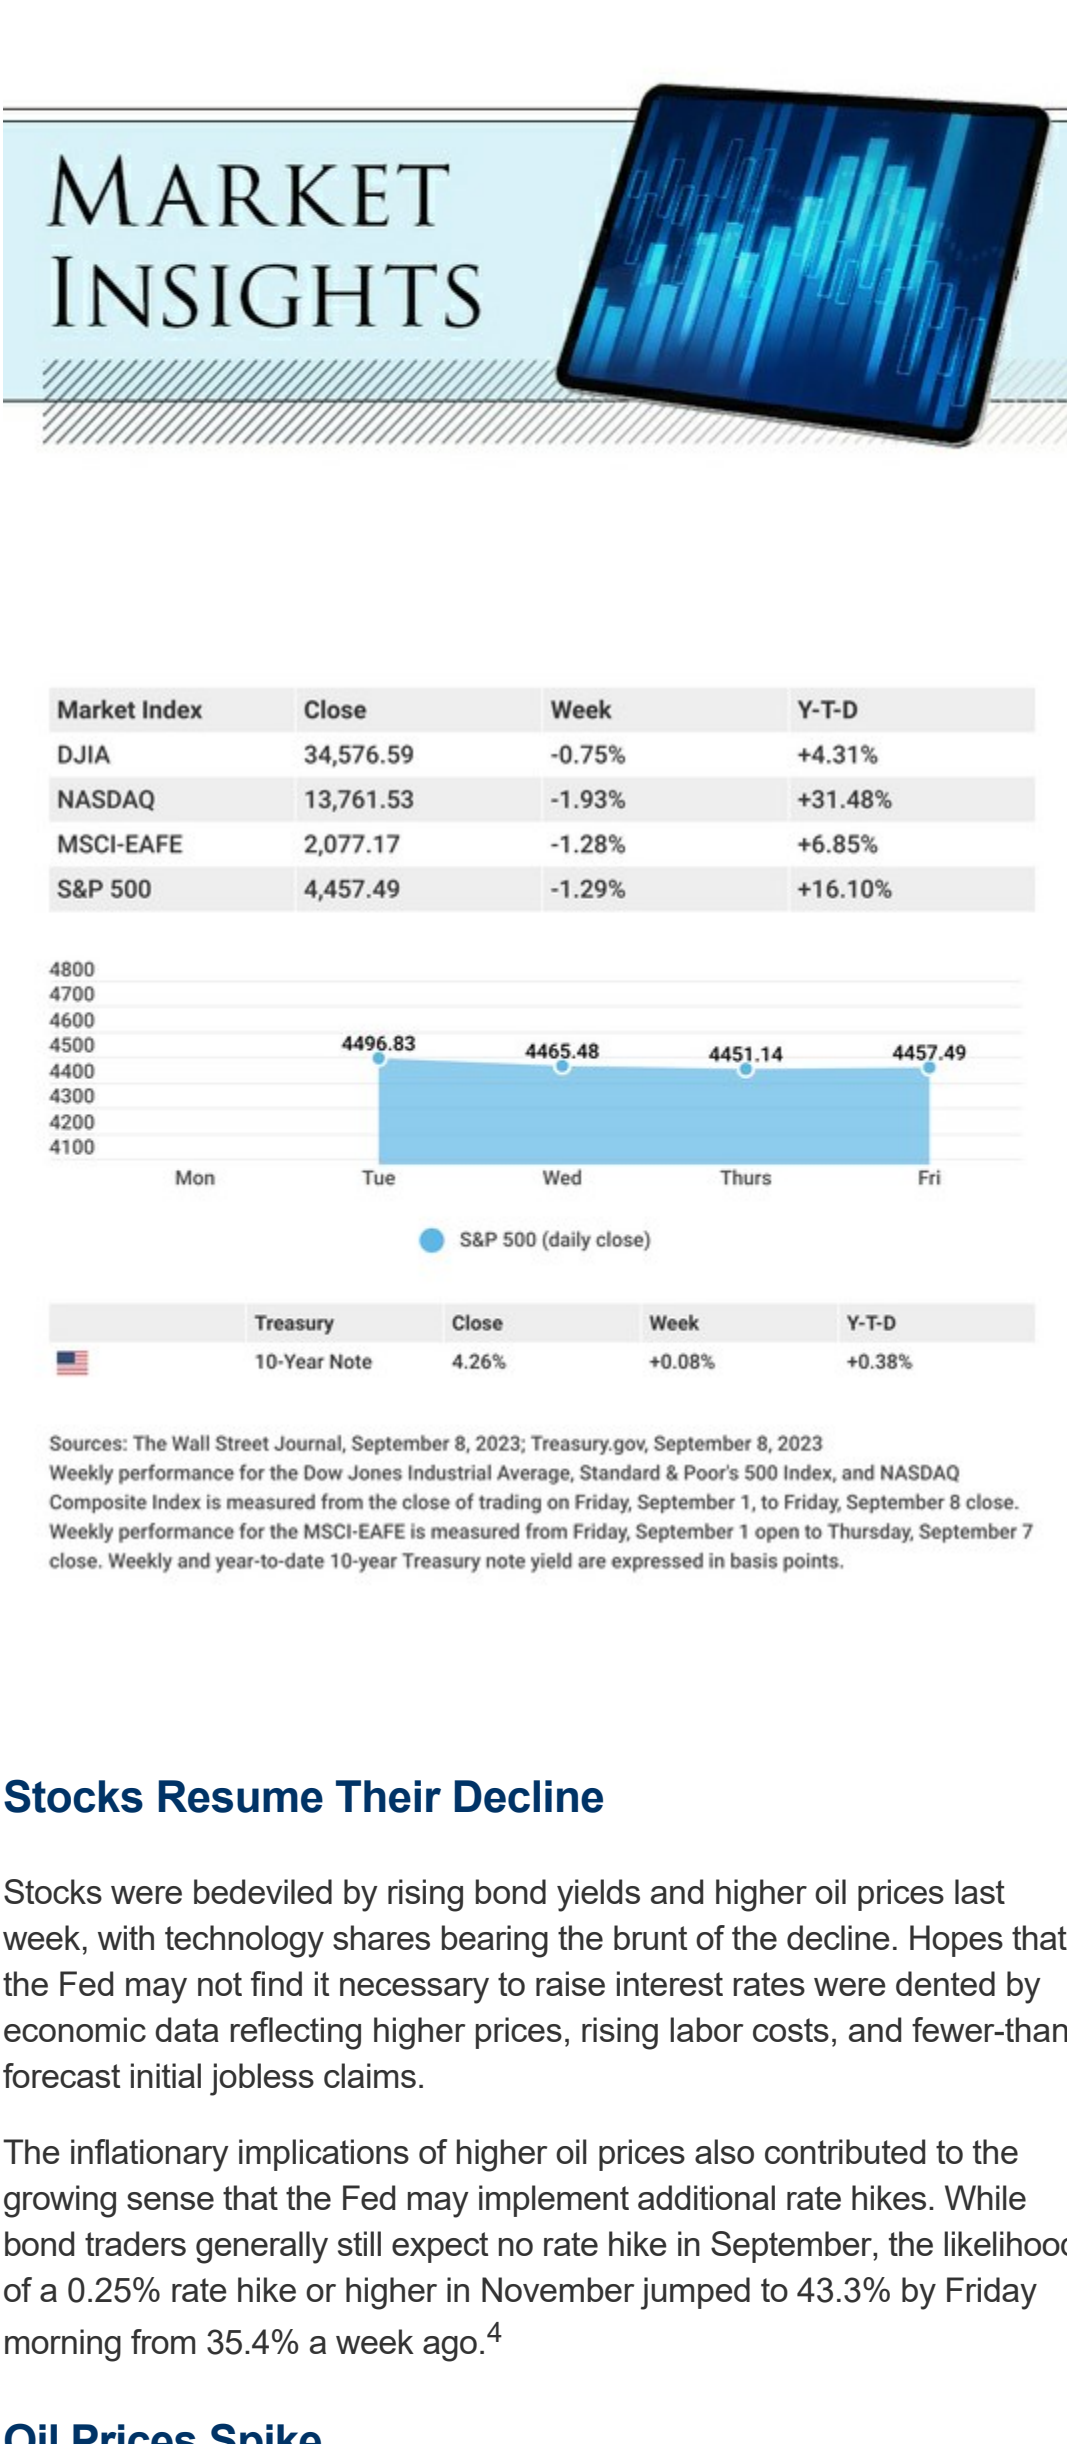 MARKET
INSIGHTS
Market Index Close Week Y-T-D
DJIA 34,576.59 -0.75% +4.31%
NASDAQ 13,761.53 -1.93% +31.48%
MSCI-EAFE 2,077.17 -1.28% +6.85%
S&P 500 4,457.49 -1.29% +16.10%
4800
4700
4600
4500
4400
4300
4200
4100
4496.83 4465.48 4451.14 4457.49
Mon Tue Wed Thurs Fri
S&P 500 (daily close)
Treasury Close Week Y-T-D
10-Year Note 4.26% +0.08% +0.38%
Sources: The Wall Street Journal, September 8, 2023; Treasury.gov, September 8, 2023
Weekly performance for the Dow Jones Industrial Average, Standard & Poor's 500 Index, and NASDAQ
Composite Index is measured from the close of trading on Friday, September 1, to Friday, September 8 close.
Weekly performance for the MSCI-EAFE is measured from Friday, September 1 open to Thursday, September 7
close. Weekly and year-to-date 10-year Treasury note yield are expressed in basis points.
Stocks Resume Their Decline
Stocks were bedeviled by rising bond yields and higher oil prices last
week, with technology shares bearing the brunt of the decline. Hopes that
the Fed may not find it necessary to raise interest rates were dented by
economic data reflecting higher prices, rising labor costs, and fewer-than
forecast initial jobless claims.
The inflationary implications of higher oil prices also contributed to the
growing sense that the Fed may implement additional rate hikes. While
bond traders generally still expect no rate hike in September, the likelihood
of a 0.25% rate hike or higher in November jumped to 43.3% by Friday
morning from 35.4% a week ago.4
Oil Prices Spike